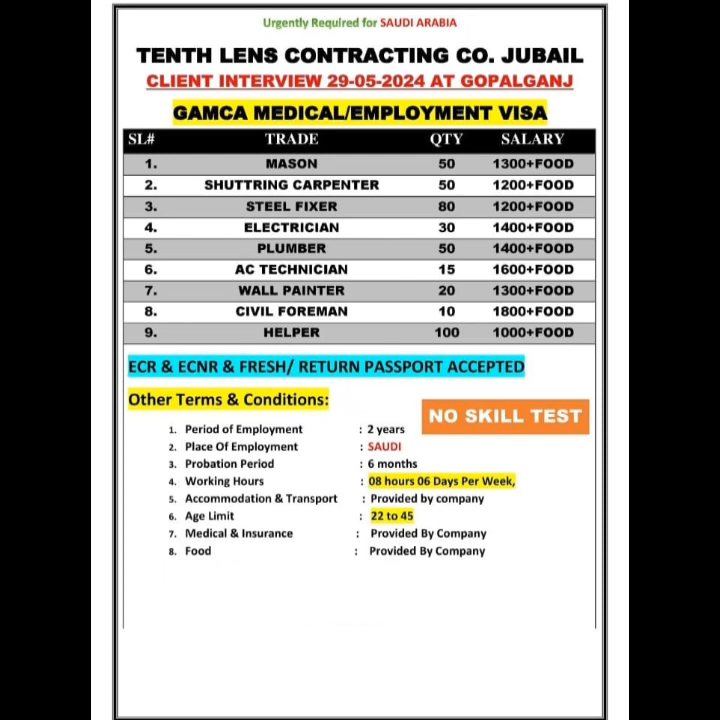 Urgently Required for SAUDI ARABIA
TENTH LENS CONTRACTING CO. JUBAIL
CLIENT INTERVIEW 29-05-2024 AT GOPALGANJ
GAMCA MEDICAL/EMPLOYMENT VISA
SL# TRADE QTY SALARY
1. MASON 50 1300+FOOD
2. SHUTTRING CARPENTER 50 1200+FOOD
3. STEEL FIXER 80 1200+FOOD
4. ELECTRICIAN 30 1400+FOOD
5. PLUMBER 50 1400+FOOD
6. AC TECHNICIAN 15 1600+FOOD
7. WALL PAINTER 20 1300+FOOD
8. CIVIL FOREMAN 10 1800+FOOD
9. HELPER 100 1000+FOOD
ECR & ECNR & FRESH/ RETURN PASSPORT ACCEPTED
Other Terms & Conditions:
NO SKILL TEST
1. Period of Employment : 2 years
2. Place Of Employment : SAUDI
3. Probation Period : 6 months
4. Working Hours : 08 hours 06 Days Per Week,
5. Accommodation & Transport : Provided by company
6. Age Limit : 22 to 45
7. Medical & Insurance : Provided By Company
8. Food : Provided By Company